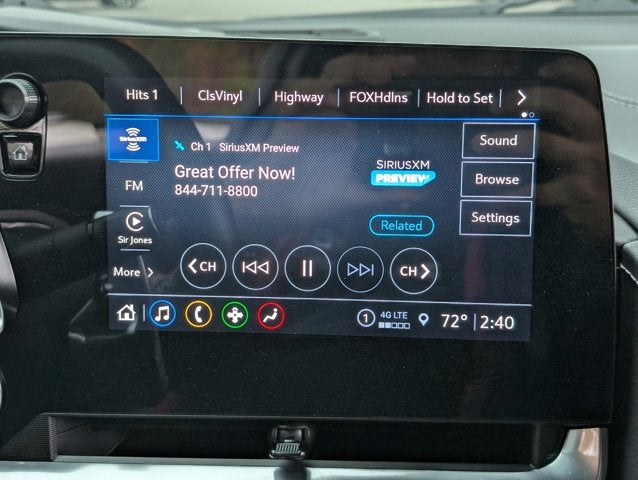 Hits 1 ClsVinyl Highway FOXHdlns Hold to Set
SiriusXM
Ch 1 SiriusXM Preview
Great Offer Now!
844-711-8800
SIRIUSXM
PREVIEW
Sound
FM
Browse
Related
Settings
Sir Jones
More
CH
CH
1 4G LTE 72° 2:40